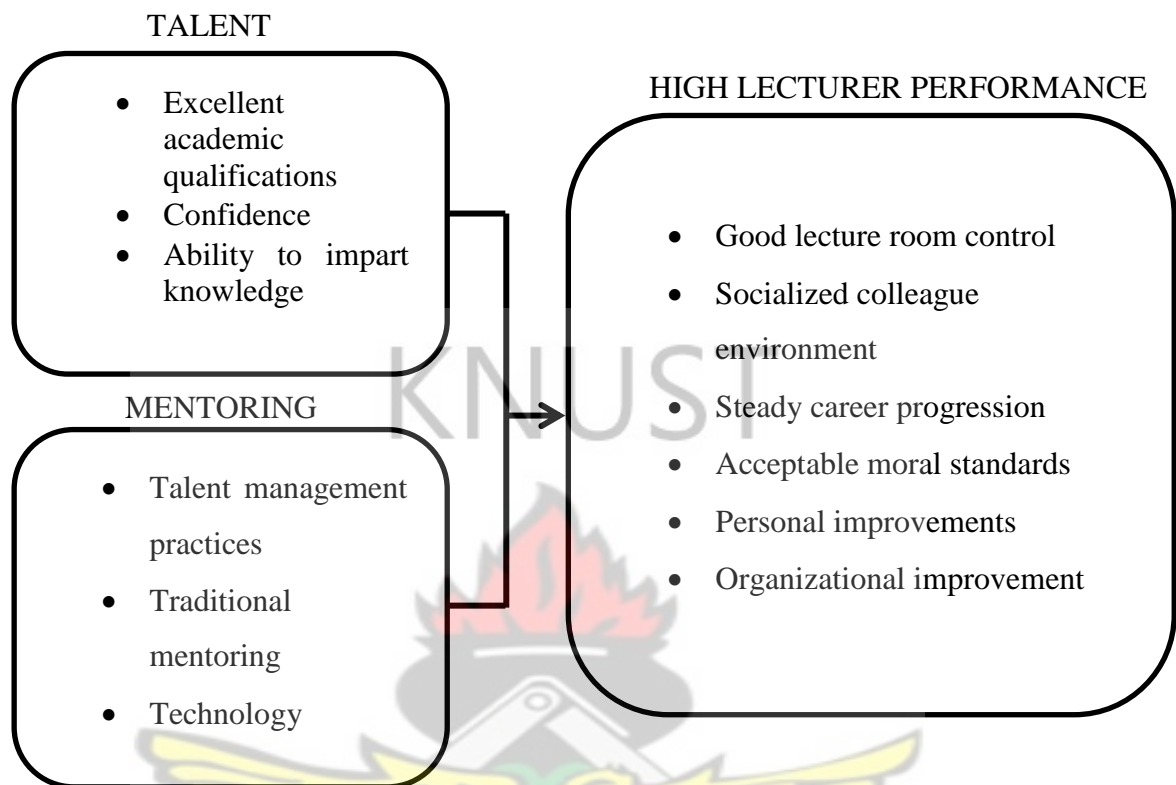 TALENT
• Excellent
academic
qualifications
• Confidence
• Ability to impart
knowledge
MENTORING
• Talent management
practices
• Traditional
mentoring
• Technology
HIGH LECTURER PERFORMANCE
• Good lecture room control
• Socialized colleague
environment
• Steady career progression
• Acceptable moral standards
• Personal improvements
• Organizational improvement
KNUST